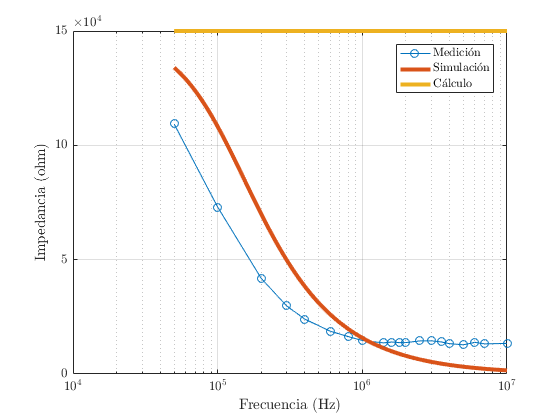 ×10⁴
15
10
5
0
Impedancia (ohm)
Medición
Simulación
Cálculo
10⁴
10⁵
10⁶
10⁷
Frecuencia (Hz)